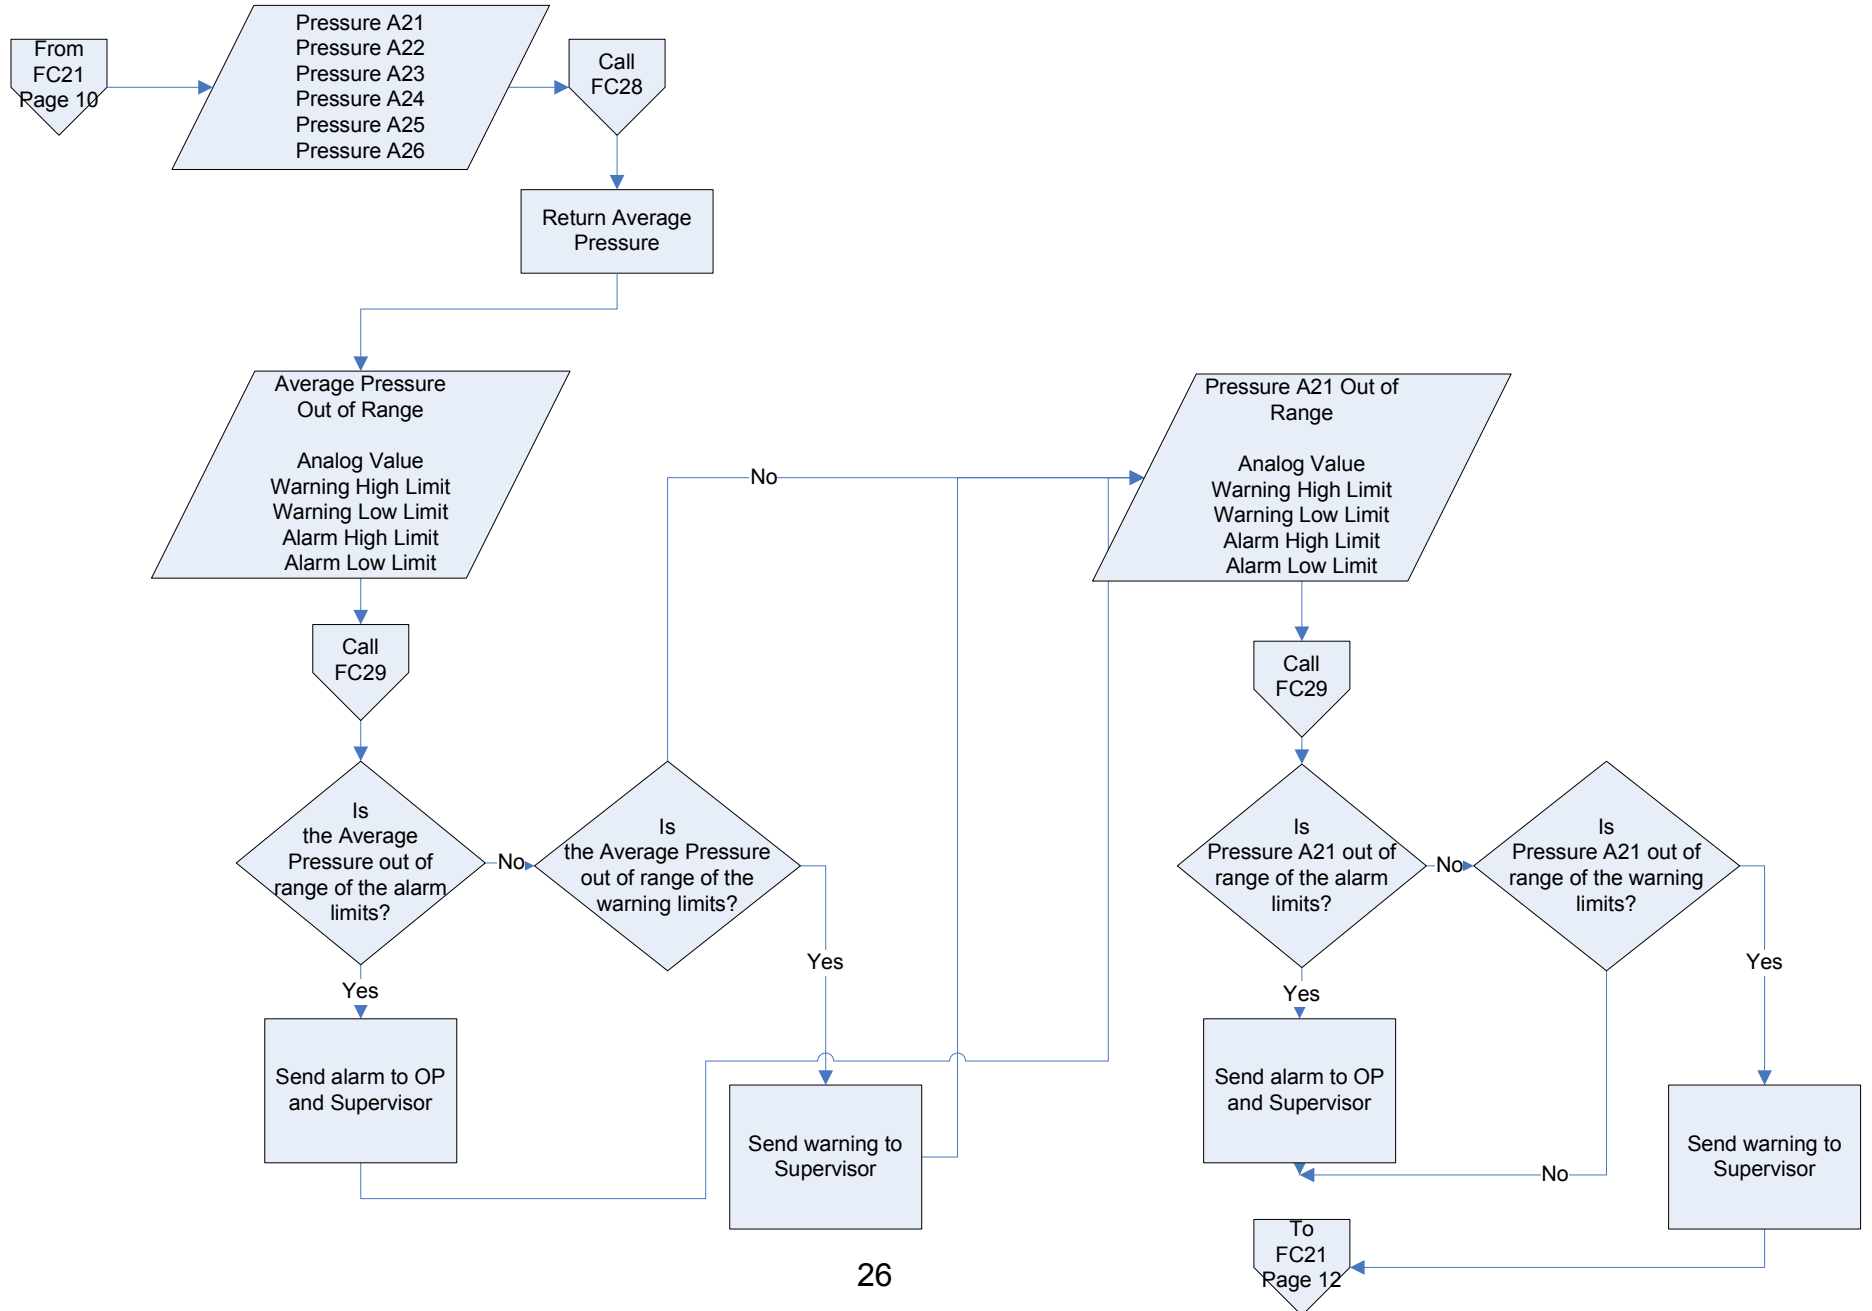 From
FC21
Page 10
Pressure A21
Pressure A22
Pressure A23
Pressure A24
Pressure A25
Pressure A26
Call
FC28
Return Average
Pressure
Average Pressure
Out of Range
Analog Value
Warning High Limit
Warning Low Limit
Alarm High Limit
Alarm Low Limit
Call
FC29
Is
the Average
Pressure out of
range of the alarm
limits?
No
Is
the Average Pressure
out of range of the
warning limits?
No
Yes
Yes
Send alarm to OP
and Supervisor
Send warning to
Supervisor
Pressure A21 Out of
Range
Analog Value
Warning High Limit
Warning Low Limit
Alarm High Limit
Alarm Low Limit
Call
FC29
Is
Pressure A21 out of
range of the alarm
limits?
No
Is
Pressure A21 out of
range of the warning
limits?
Yes
Yes
Send alarm to OP
and Supervisor
No
Send warning to
Supervisor
To
FC21
Page 12
26